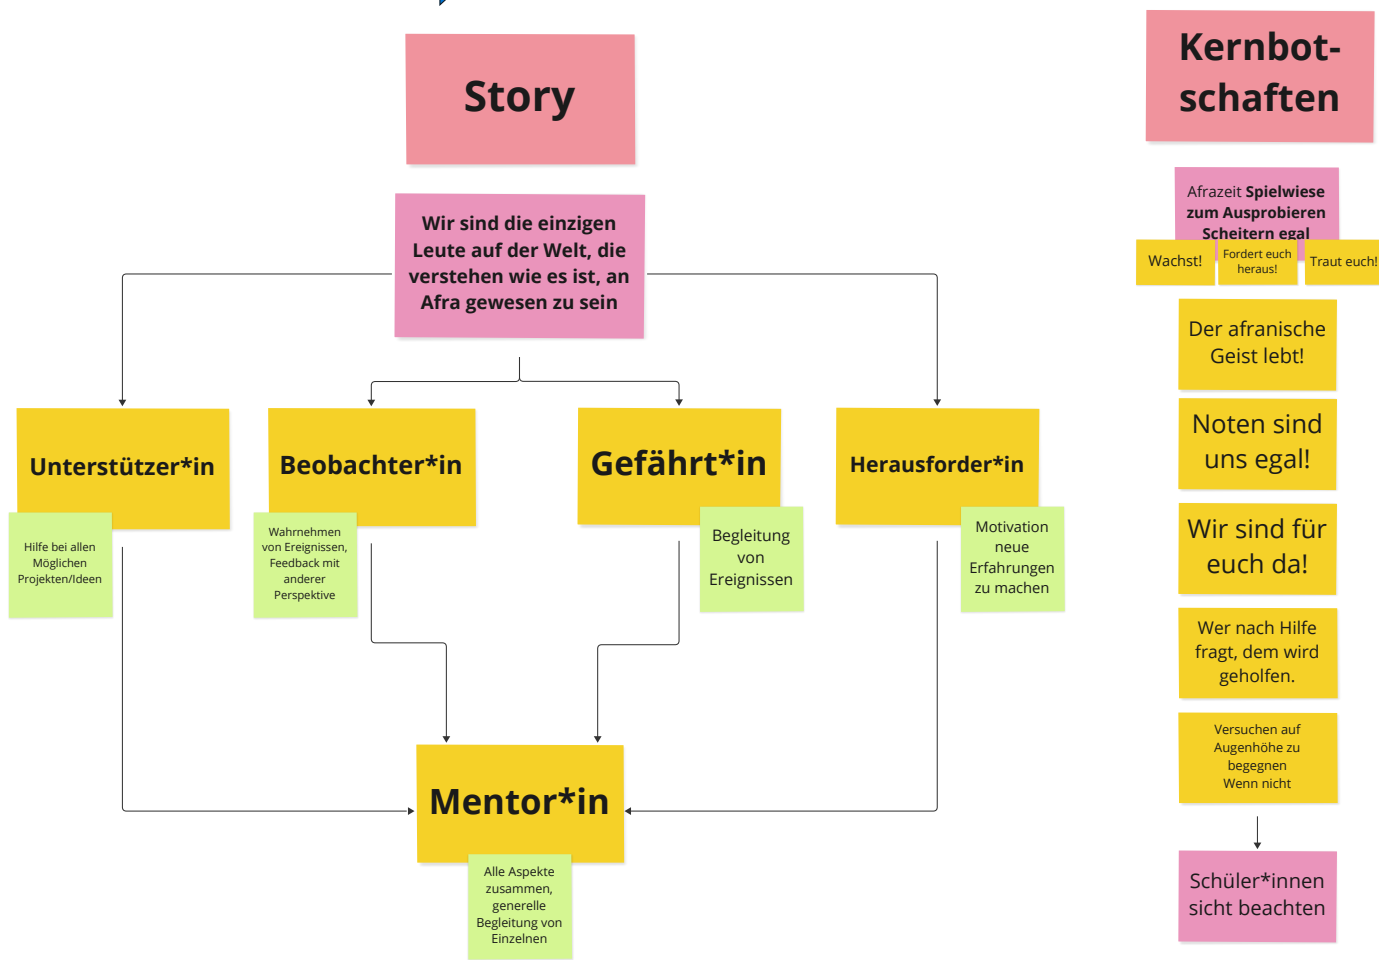 Story
Wir sind die einzigen
Leute auf der Welt, die
verstehen wie es ist, an
Afra gewesen zu sein
Unterstützer*in
Hilfe bei allen
Möglichen
Projekten/Ideen
Beobachter*in
Wahrnehmen
von Ereignissen,
Feedback mit
anderer
Perspektive
Gefährt*in
Begleitung
von
Ereignissen
Herausforder*in
Motivation
neue
Erfahrungen
zu machen
Mentor*in
Alle Aspekte
zusammen,
generelle
Begleitung von
Einzelnen
Kernbot-
schaften
Afrazeit Spielwiese
zum Ausprobieren
Scheitern egal
Wachst!
Fordert euch
heraus!
Traut euch!
Der afranische
Geist lebt!
Noten sind
uns egal!
Wir sind für
euch da!
Wer nach Hilfe
fragt, dem wird
geholfen.
Versuchen auf
Augenhöhe zu
begegnen
Wenn nicht
Schüler*innen
sicht beachten